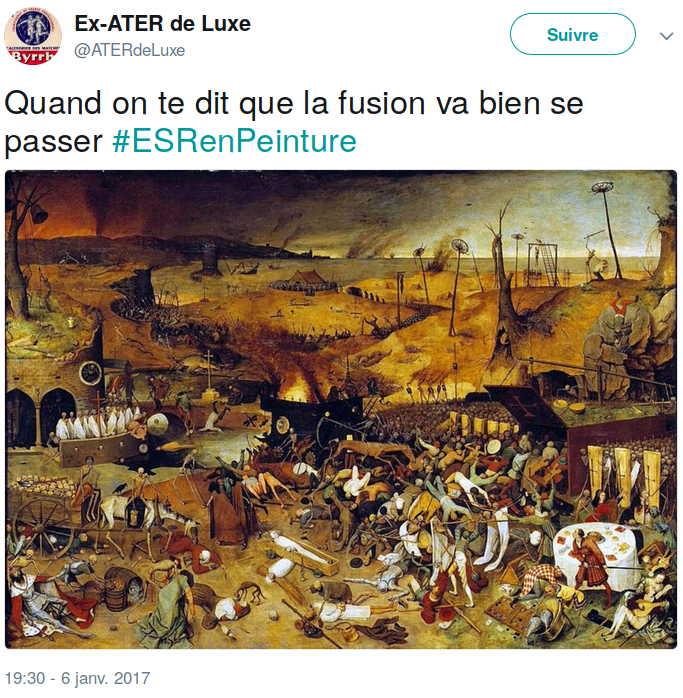 Ex-ATER de Luxe
@ATERdeLuxe
Suivre
Quand on te dit que la fusion va bien se
passer #ESRenPeinture
Byrrh
19:30 - 6 janv. 2017